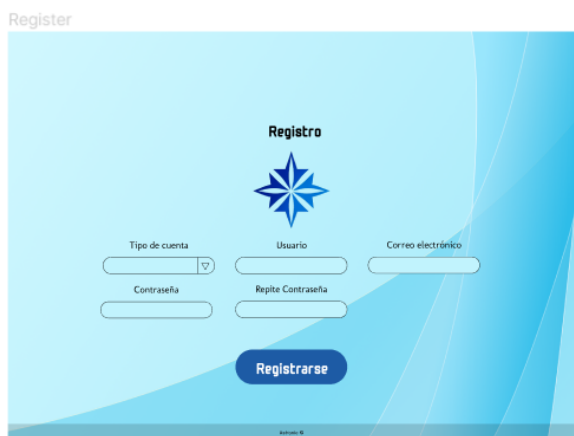 Register
Registro
Tipo de cuenta
Usuario
Correo electrónico
Contraseña
Repite Contraseña
Registrarse